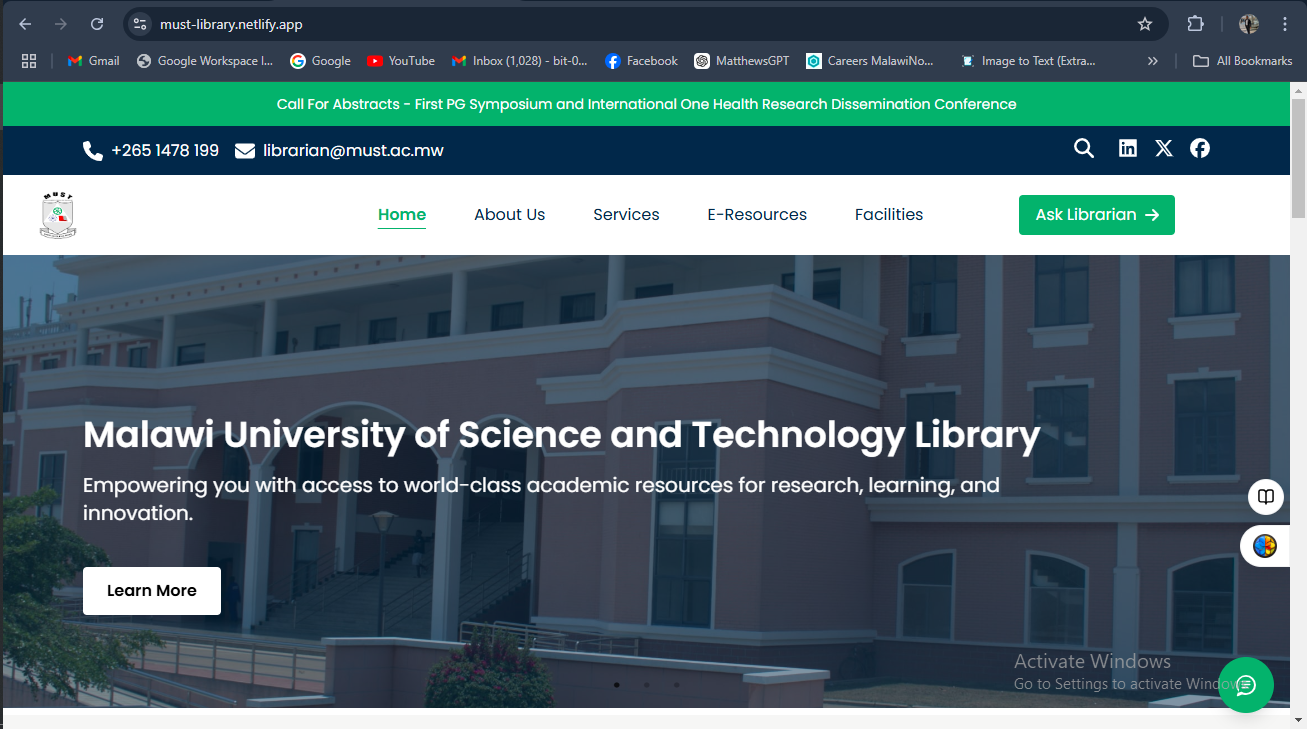 must-library.netlify.app
Gmail Google Workspace I... Google YouTube Inbox (1,028) - bit-0... Facebook MatthewsGPT Careers MalawiNo... Image to Text (Extra... » All Bookmarks
Call For Abstracts - First PG Symposium and International One Health Research Dissemination Conference
+265 1478 199 librarian@must.ac.mw
MUST
Home About Us Services E-Resources Facilities Ask Librarian →
Malawi University of Science and Technology Library
Empowering you with access to world-class academic resources for research, learning, and
innovation.
Learn More
Activate Windows
Go to Settings to activate Windows